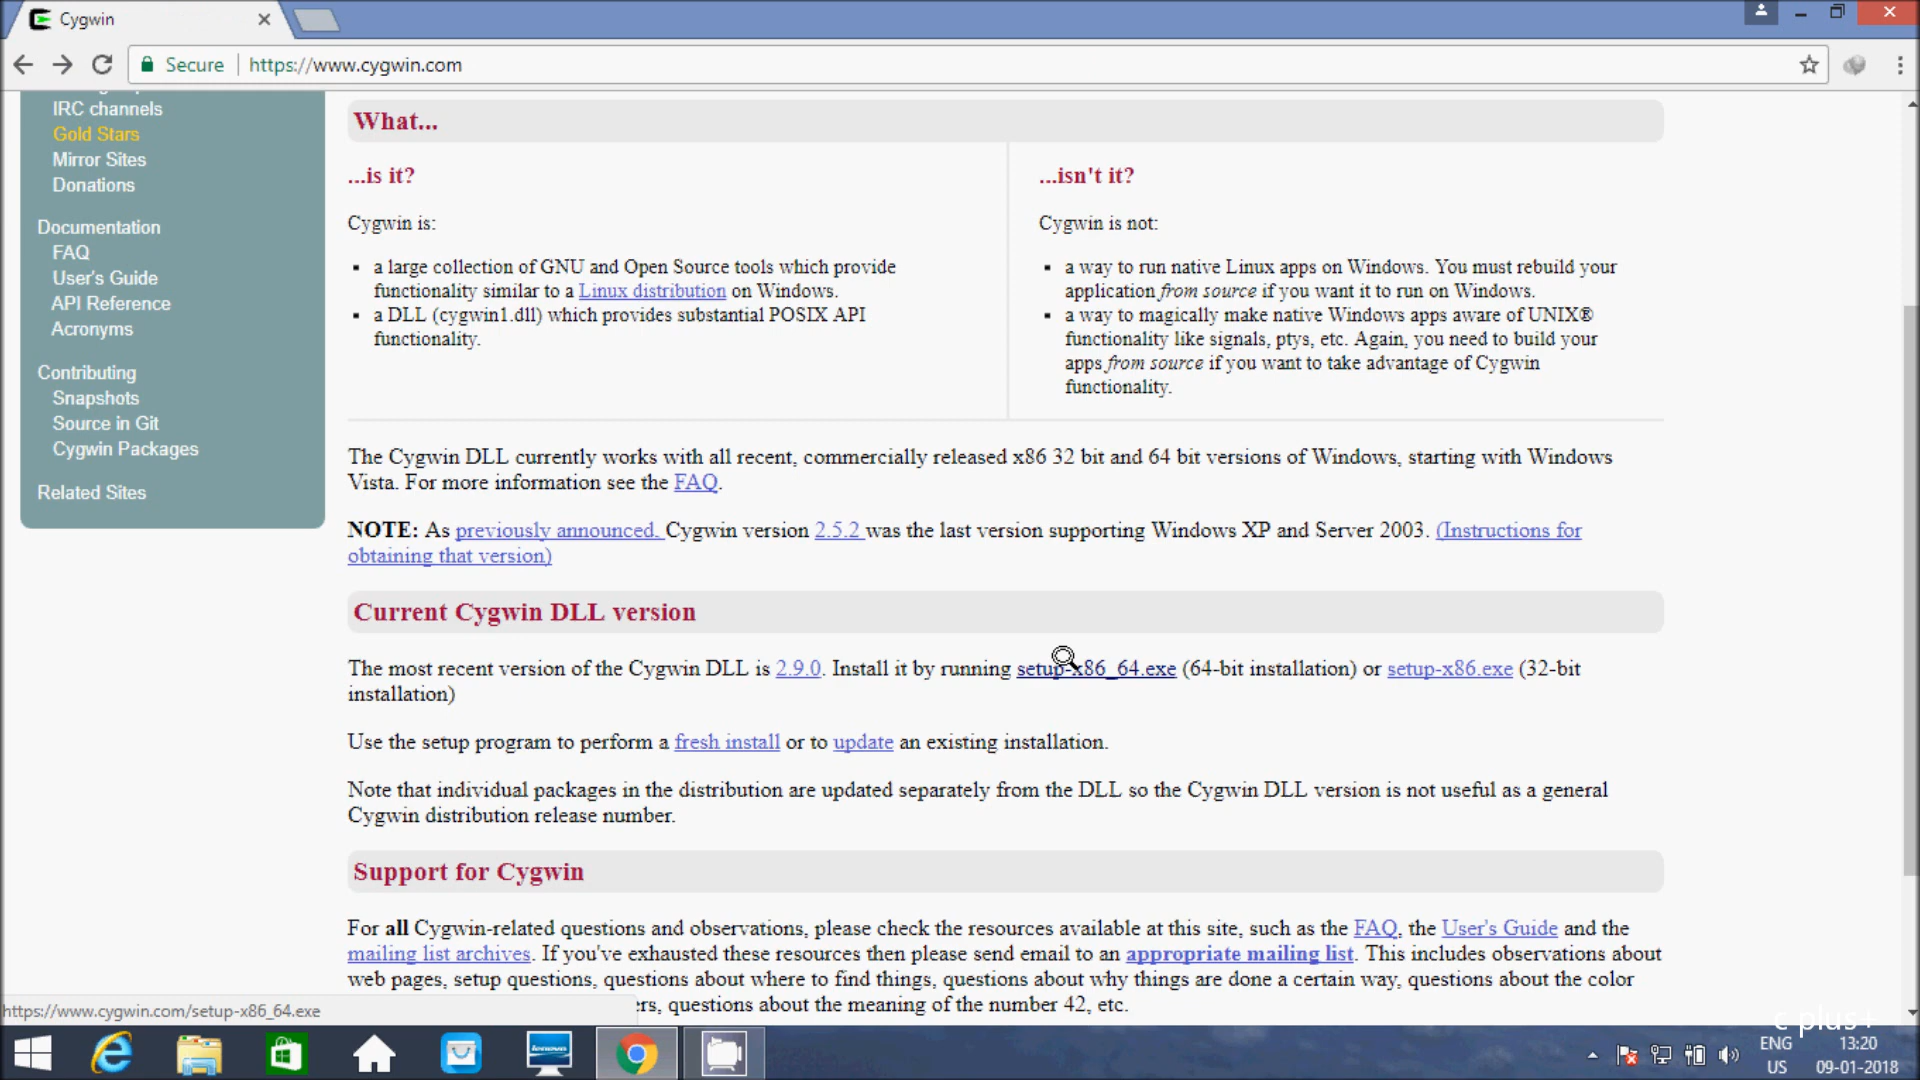 Cygwin
Secure
https://www.cygwin.com
IRC channels
Gold Stars
Mirror Sites
Donations
Documentation
FAQ
User's Guide
API Reference
Acronyms
Contributing
Snapshots
Source in Git
Cygwin Packages
Related Sites
What...
...is it?
Cygwin is:
a large collection of GNU and Open Source tools which provide
functionality similar to a Linux distribution on Windows.
a DLL (cygwin1.dll) which provides substantial POSIX API
functionality.
...isn't it?
Cygwin is not:
a way to run native Linux apps on Windows. You must rebuild your
application from source if you want it to run on Windows.
a way to magically make native Windows apps aware of UNIX®
functionality like signals, ptys, etc. Again, you need to build your
apps from source if you want to take advantage of Cygwin
functionality.
The Cygwin DLL currently works with all recent, commercially released x86 32 bit and 64 bit versions of Windows, starting with Windows
Vista. For more information see the FAQ.
NOTE: As previously announced. Cygwin version 2.5.2 was the last version supporting Windows XP and Server 2003. (Instructions for
obtaining that version)
Current Cygwin DLL version
The most recent version of the Cygwin DLL is 2.9.0. Install it by running setup-x86_64.exe (64-bit installation) or setup-x86.exe (32-bit
installation)
Use the setup program to perform a fresh install or to update an existing installation.
Note that individual packages in the distribution are updated separately from the DLL so the Cygwin DLL version is not useful as a general
Cygwin distribution release number.
Support for Cygwin
For all Cygwin-related questions and observations, please check the resources available at this site, such as the FAQ, the User's Guide and the
mailing list archives. If you've exhausted these resources then please send email to an appropriate mailing list. This includes observations about
web pages, setup questions, questions about where to find things, questions about why things are done a certain way, questions about the color
ers, questions about the meaning of the number 42, etc.
https://www.cygwin.com/setup-x86_64.exe
c plus+
lenovo
ENG
US
13:20
09-01-2018